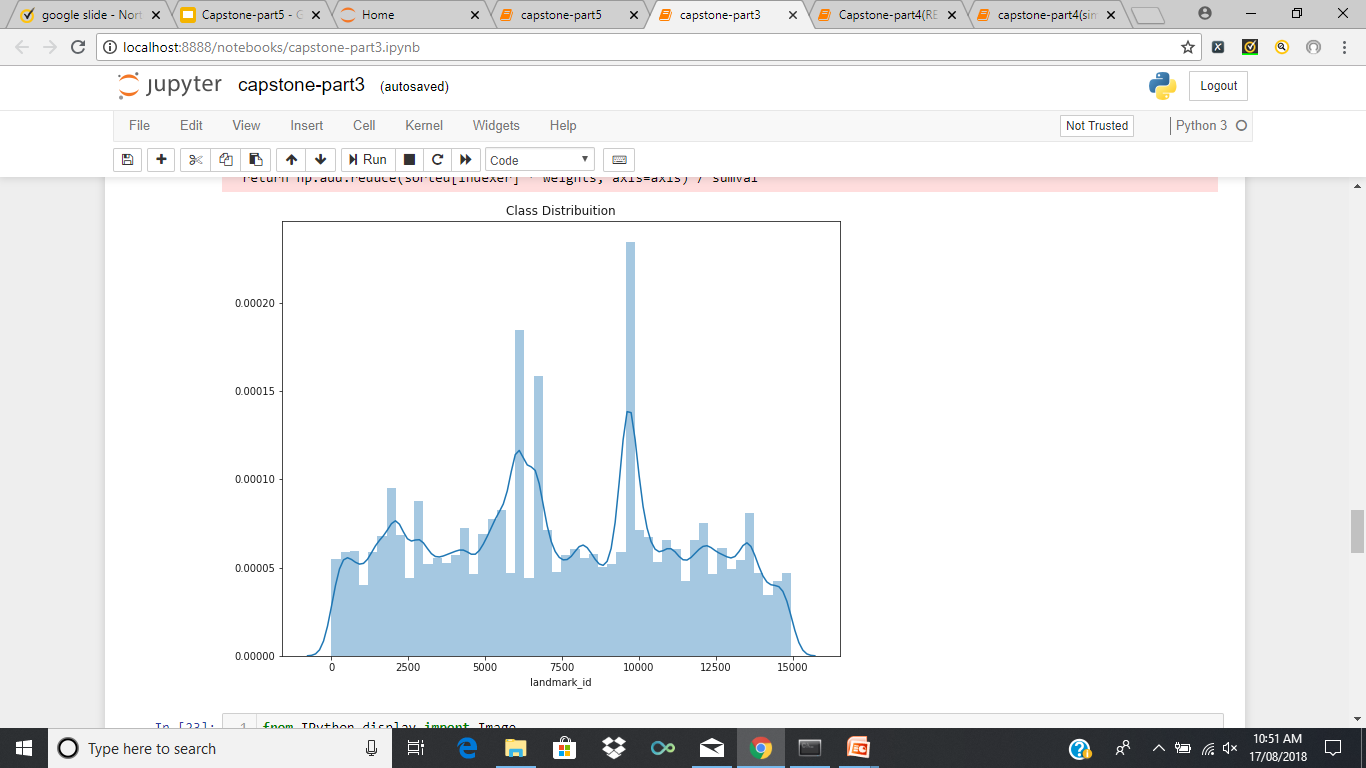 google slide - Nort
Capstone-part5 - G
Home
capstone-part5
capstone-part3
Capstone-part4(RE
capstone-part4(sim
localhost:8888/notebooks/capstone-part3.ipynb
jupyter capstone-part3 (autosaved)
Logout
File Edit View Insert Cell Kernel Widgets Help
Not Trusted
Python 3
Run
Code
return np.add.reduce(sorted[indexer] * weights, axis=axis) / sumval
Class Distribuition
0.00020
0.00015
0.00010
0.00005
0.00000
0 2500 5000 7500 10000 12500 15000
landmark_id
In [23]: 1 from IPython.display import Image
Type here to search
10:51 AM
17/08/2018